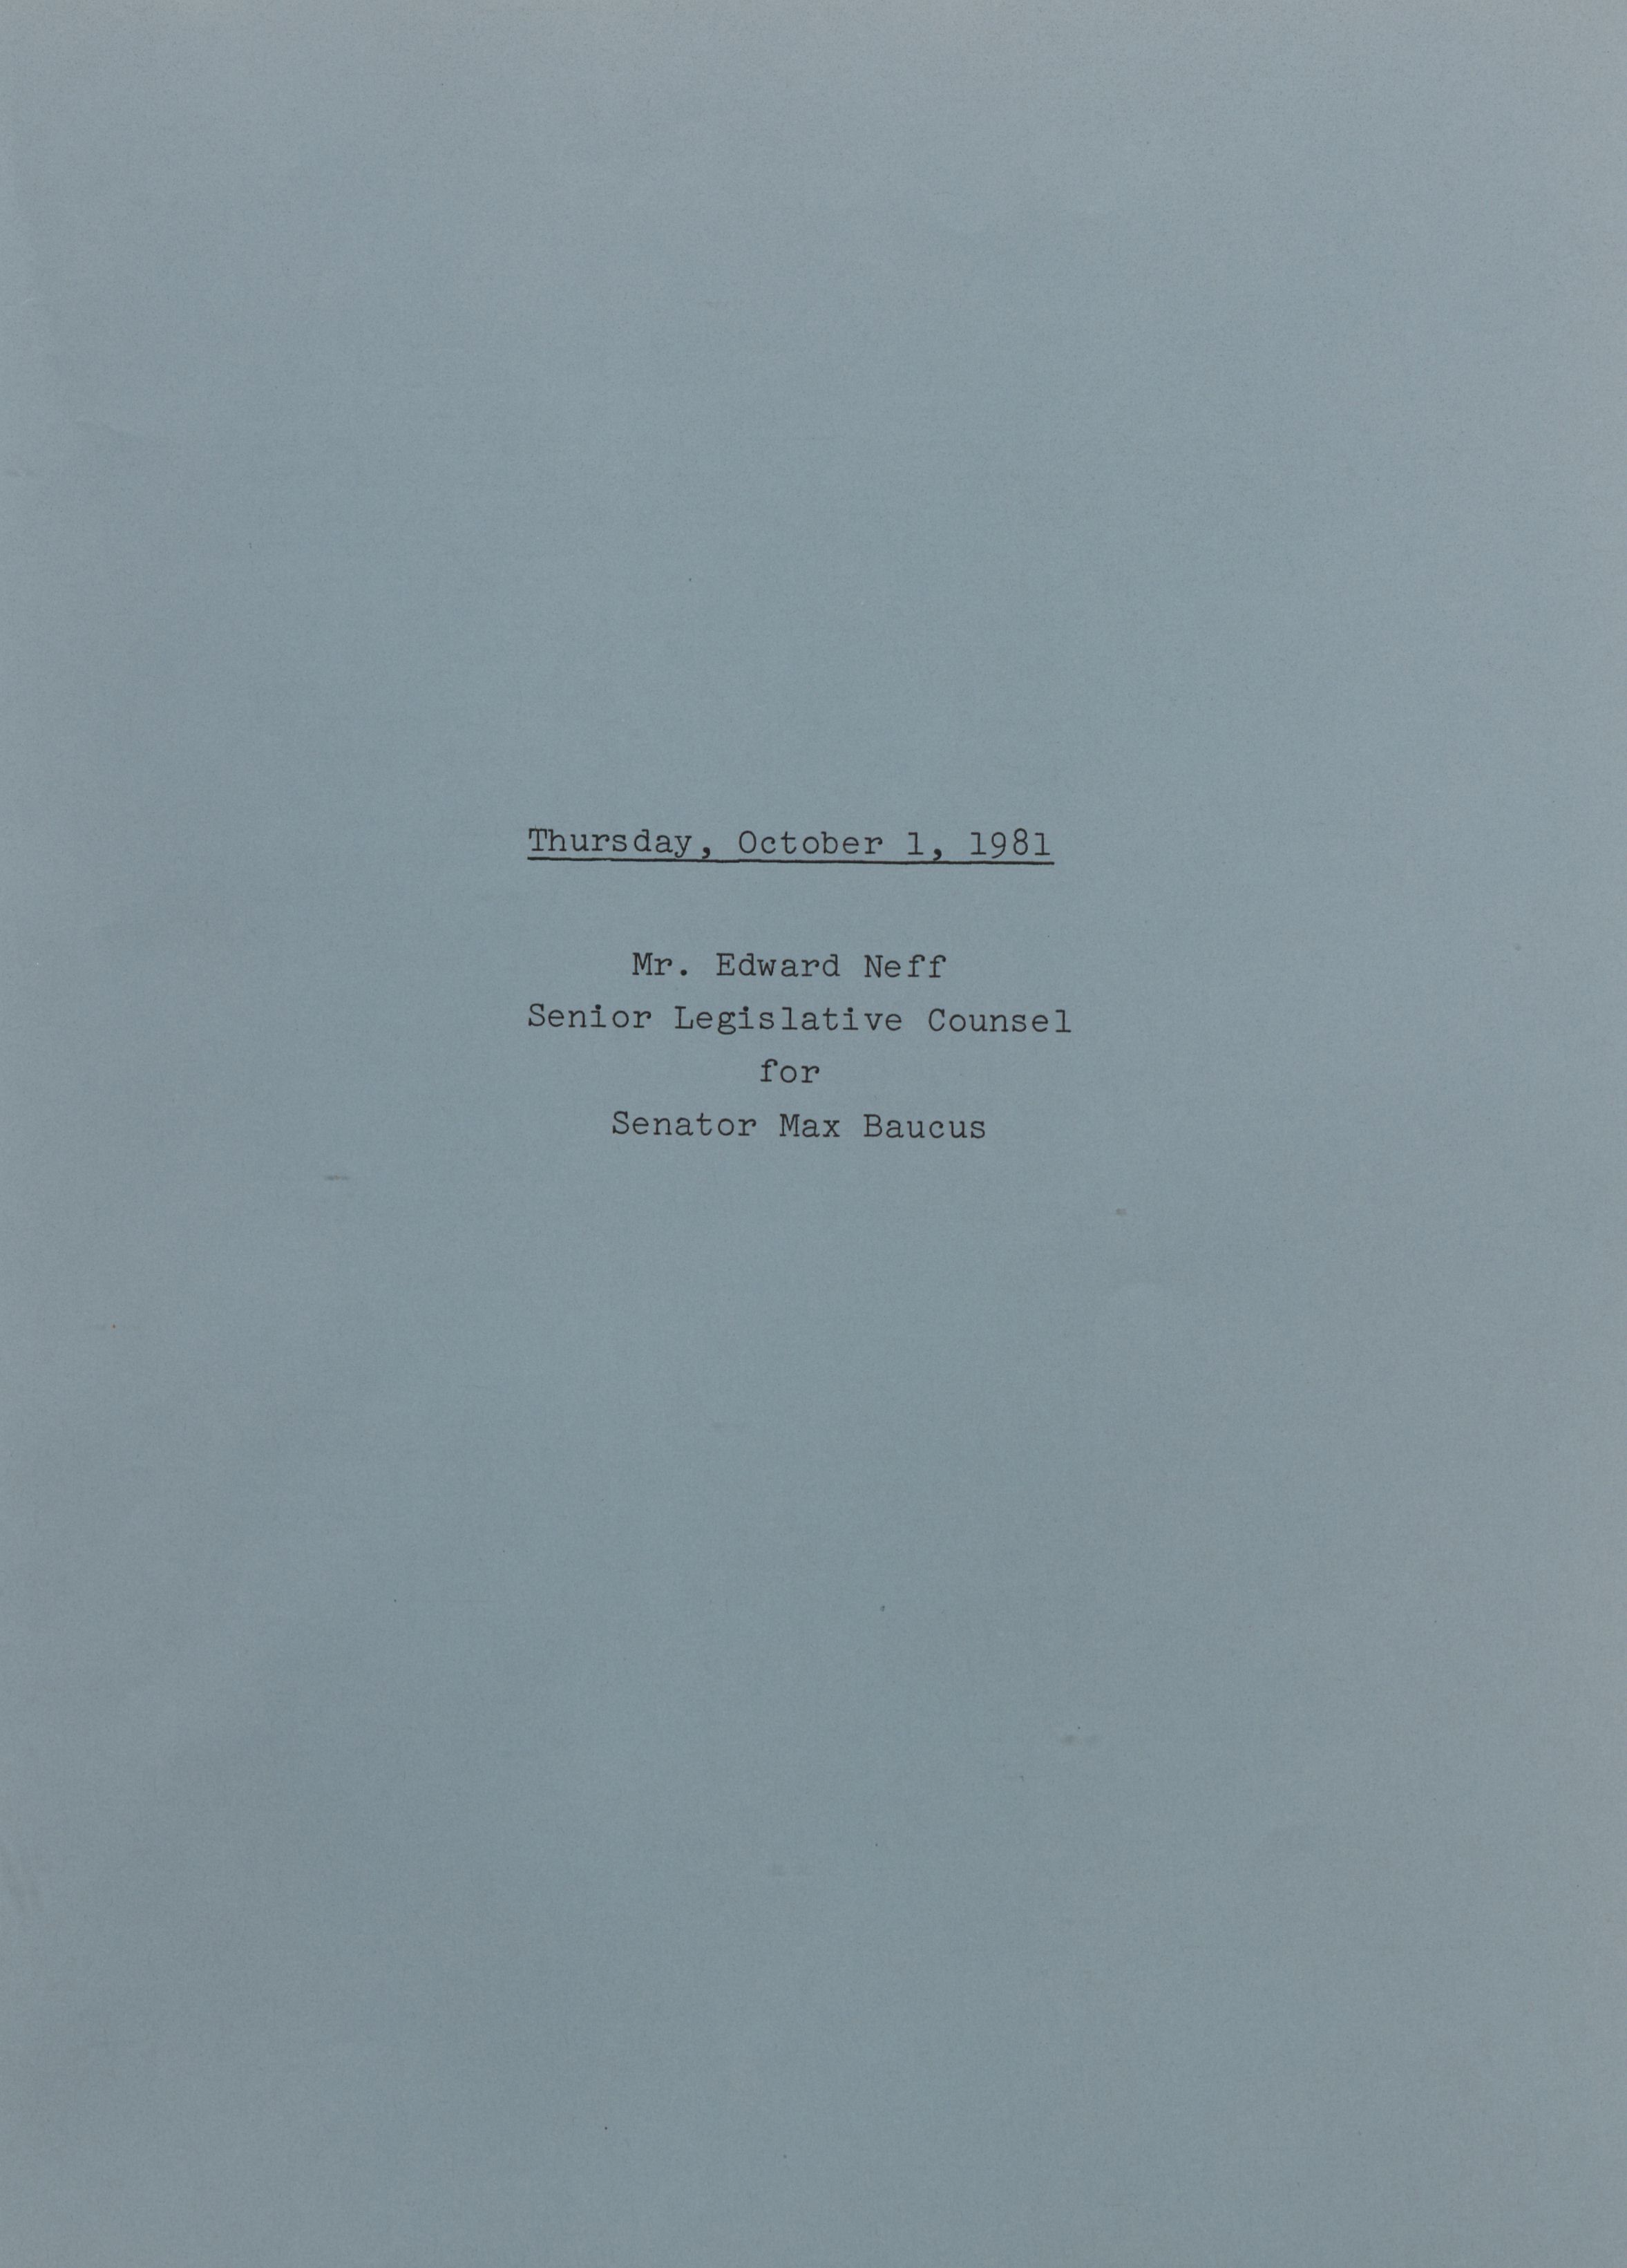 Thursday, October 1, 1981
Mr. Edward Neff
Senior Legislative Counsel
for
Senator Max Baucus